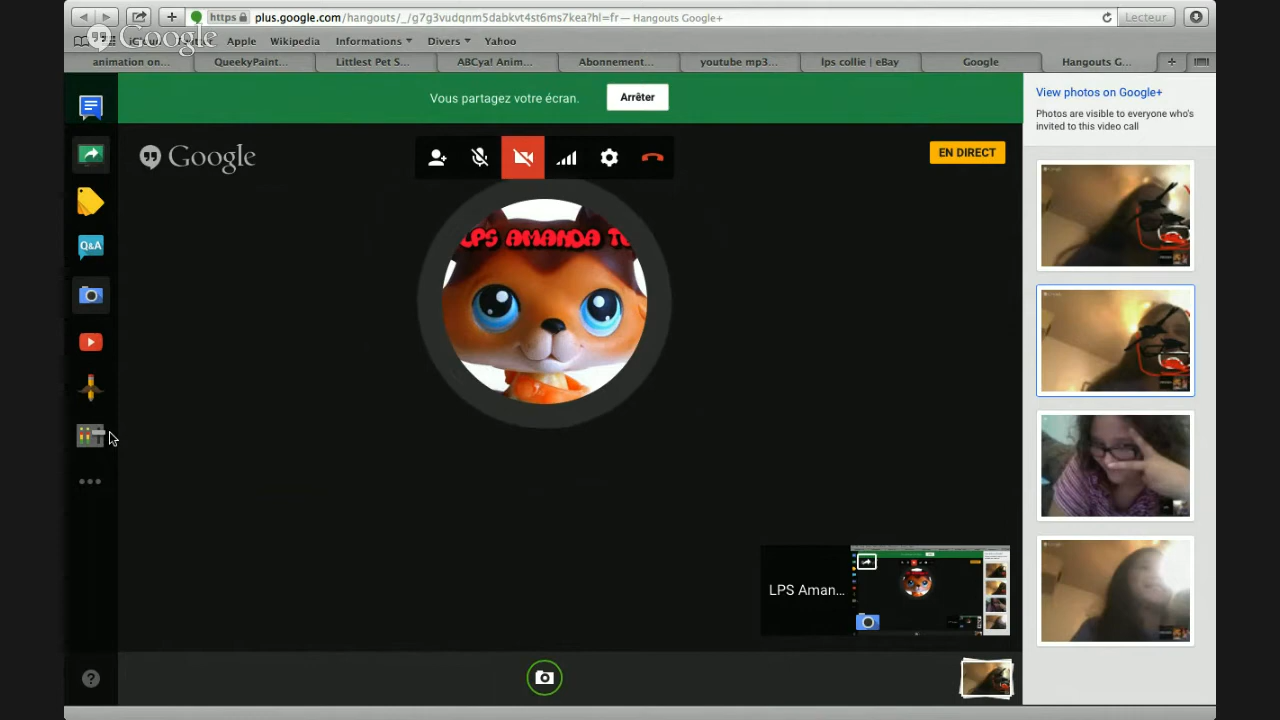 https plus.google.com/hangouts/_/g7g3vudqnm5dabkvt4st6ms7kea?hl=fr — Hangouts Google+
Lecteur
Google
Apple
Wikipedia
Informations
Divers
Yahoo
animation on...
QueekyPaint...
Littlest Pet S...
ABCya! Anim...
Abonnement...
youtube mp3...
lps collie | eBay
Google
Hangouts G...
Vous partagez votre écran.
Arrêter
View photos on Google+
Photos are visible to everyone who's
invited to this video call
Google
EN DIRECT
Q&A
LPS AMANDA
LPS Aman...